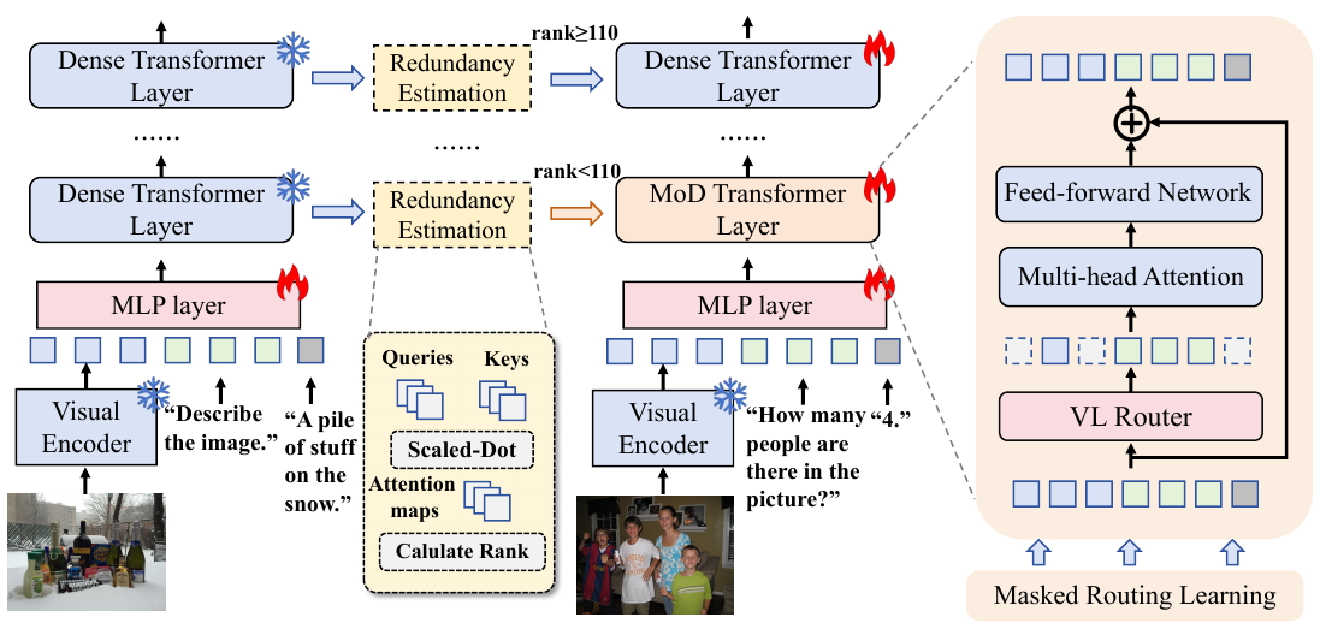 Dense Transformer
Layer
Redundancy
Estimation
rank≥110
Dense Transformer
Layer
......
......
......
Dense Transformer
Layer
Redundancy
Estimation
rank<110
MoD Transformer
Layer
MLP layer
Visual
Encoder
“Describe
the image.”
“A pile
of stuff
on the
snow.”
Queries
Keys
Scaled-Dot
Attention
maps
Calulate Rank
MLP layer
Visual
Encoder
“How many
people are
there in the
picture?”
“4.”
Feed-forward Network
Multi-head Attention
VL Router
Masked Routing Learning